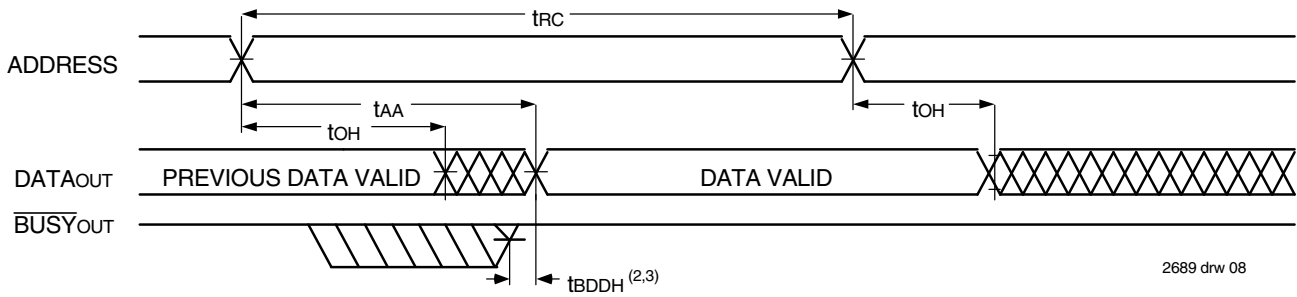 tRC
ADDRESS
tAA
tOH
tOH
DATAOUT
PREVIOUS DATA VALID
DATA VALID
BUSYOUT
tBDDH (2,3)
2689 drw 08